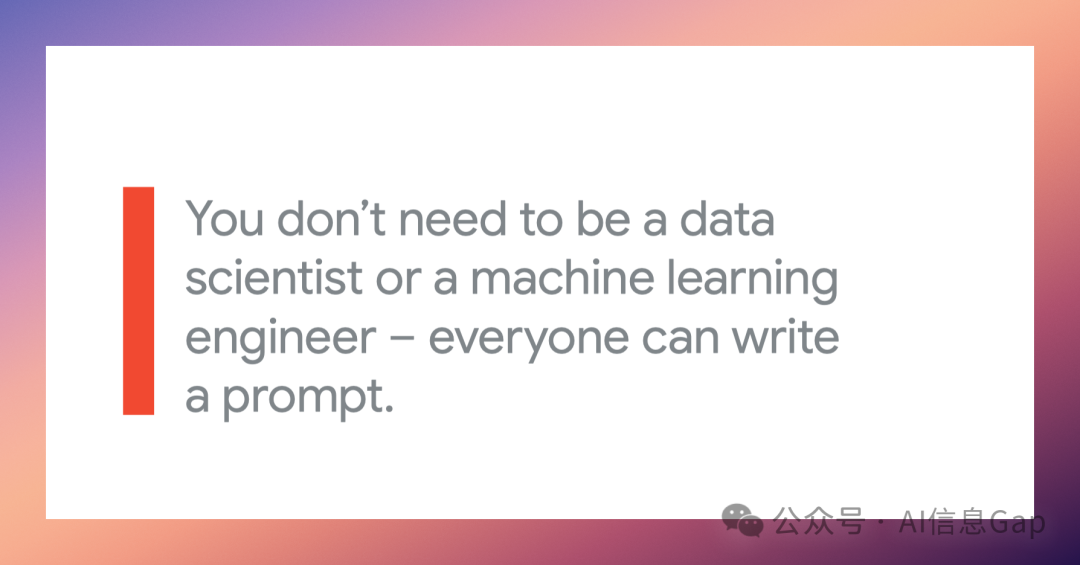 You don’t need to be a data
scientist or a machine learning
engineer – everyone can write
a prompt.
公众号 · AI信息Gap